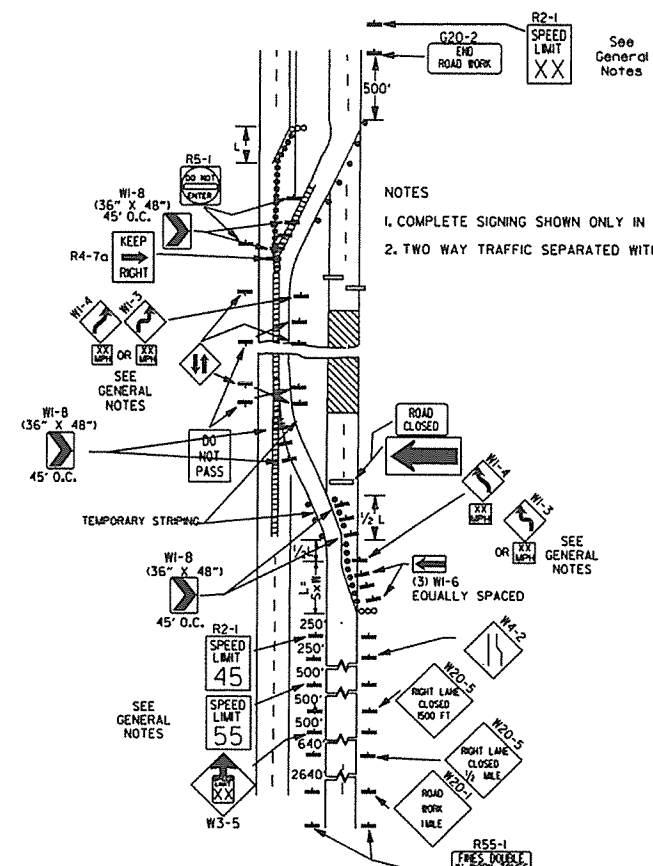 R2-1
SPEED
LIMIT
XX
See
General
Notes
G20-2
END
ROAD WORK
500'
L
R5-1
DO NOT
ENTER
W1-8
(36" X 48")
45' O.C.
R4-7a
KEEP
RIGHT
NOTES
1. COMPLETE SIGNING SHOWN ONLY IN
2. TWO WAY TRAFFIC SEPARATED WIT
W1-4
W1-3
XX
MPH
OR
XX
MPH
SEE
GENERAL
NOTES
W1-8
(36" X 48")
45' O.C.
DO
NOT
PASS
ROAD
CLOSED
W1-4
XX
MPH
W1-3
OR
XX
MPH
SEE
GENERAL
NOTES
TEMPORARY STRIPING
½ L
½L
L=
SxW
W1-8
(36" X 48")
45' O.C.
(3) W1-6
EQUALLY SPACED
R2-1
SPEED
LIMIT
45
250'
250'
500'
500'
500'
640'
2640'
W4-2
SEE
GENERAL
NOTES
SPEED
LIMIT
55
W20-5
RIGHT LANE
CLOSED
1500 FT
W20-5
RIGHT LANE
CLOSED
½ MILE
LIMIT
XX
W3-5
W20-1
ROAD
WORK
1 MILE
R55-1
FINES DOUBLE